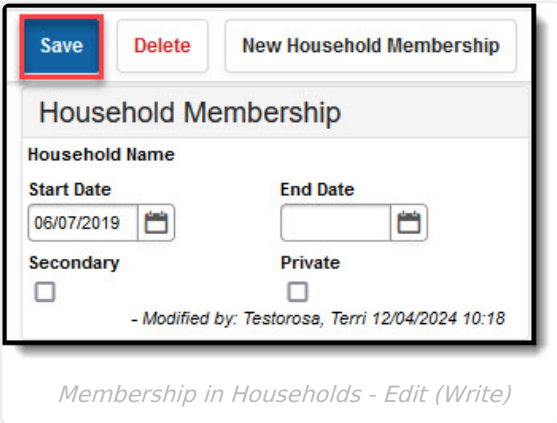 Save Delete New Household Membership
Household Membership
Household Name
Start Date End Date
06/07/2019
Secondary Private
- Modified by: Testorosa, Terri 12/04/2024 10:18
Membership in Households - Edit (Write)